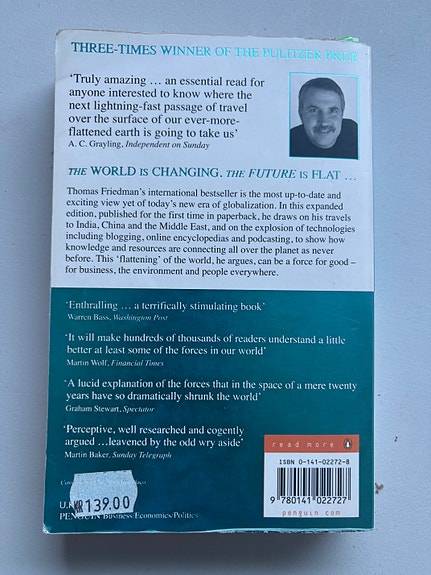 THREE-TIMES WINNER OF THE PULITZER PRIZE
‘Truly amazing … an essential read for
anyone interested to know where the
next lightning-fast passage of travel
over the surface of our ever-more-
flattened earth is going to take us’
A. C. Grayling, Independent on Sunday
THE WORLD IS CHANGING, THE FUTURE IS FLAT …
Thomas Friedman's international bestseller is the most up-to-date and
exciting view yet of today's new era of globalization. In this expanded
edition, published for the first time in paperback, he draws on his travels
to India, China and the Middle East, and on the explosion of technologies
including blogging, online encyclopedias and podcasting, to show how
knowledge and resources are connecting all over the planet as never
before. This ‘flattening’ of the world, he argues, can be a force for good –
for business, the environment and people everywhere.
‘Enthralling … a terrifically stimulating book’
Warren Bass, Washington Post
‘It will make hundreds of thousands of readers understand a little
better at least some of the forces in our world’
Martin Wolf, Financial Times
‘A lucid explanation of the forces that in the space of a mere twenty
years have so dramatically shrunk the world’
Graham Stewart, Spectator
‘Perceptive, well researched and cogently
argued …leavened by the odd wry aside’
Martin Baker, Sunday Telegraph
R139.00
PENGUIN Business/Economics/Politics
read more
ISBN 0-141-02272-8
9 780141 022727
penguin.com